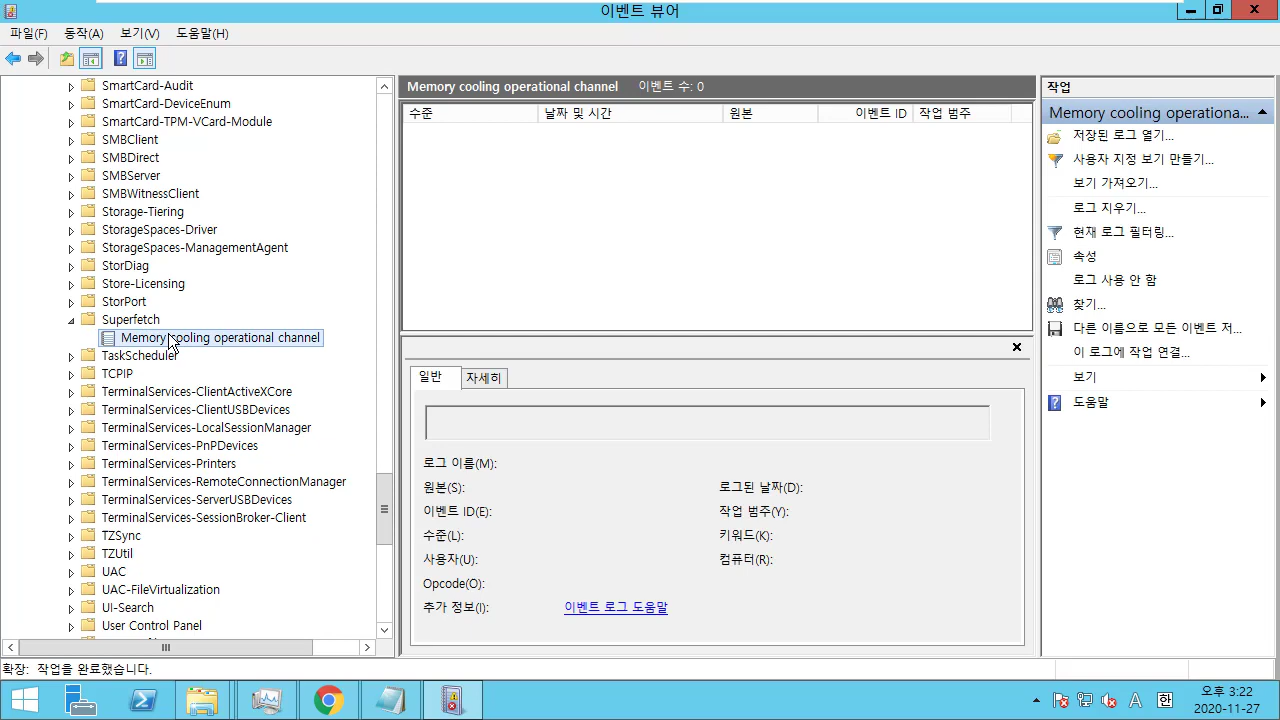 이벤트 뷰어
파일(F) 동작(A) 보기(V) 도움말(H)
SmartCard-Audit
SmartCard-DeviceEnum
SmartCard-TPM-VCard-Module
SMBClient
SMBDirect
SMBServer
SMBWitnessClient
Storage-Tiering
StorageSpaces-Driver
StorageSpaces-ManagementAgent
StorDiag
Store-Licensing
StorPort
Superfetch
Memory cooling operational channel
TaskScheduler
TCPIP
TerminalServices-ClientActiveXCore
TerminalServices-ClientUSBDevices
TerminalServices-LocalSessionManager
TerminalServices-PnPDevices
TerminalServices-Printers
TerminalServices-RemoteConnectionManager
TerminalServices-ServerUSBDevices
TerminalServices-SessionBroker-Client
TZSync
TZUtil
UAC
UAC-FileVirtualization
UI-Search
User Control Panel
Memory cooling operational channel 이벤트 수: 0
수준 날짜 및 시간 원본 이벤트 ID 작업 범주
일반 자세히
로그 이름(M):
원본(S): 로그된 날짜(D):
이벤트 ID(E): 작업 범주(Y):
수준(L): 키워드(K):
사용자(U): 컴퓨터(R):
Opcode(O):
추가 정보(I): 이벤트 로그 도움말
작업
Memory cooling operationa...
저장된 로그 열기...
사용자 지정 보기 만들기...
보기 가져오기...
로그 지우기...
현재 로그 필터링...
속성
로그 사용 안 함
찾기...
다른 이름으로 모든 이벤트 저...
이 로그에 작업 연결...
보기
도움말
확장: 작업을 완료했습니다.
A 한
오후 3:22
2020-11-27